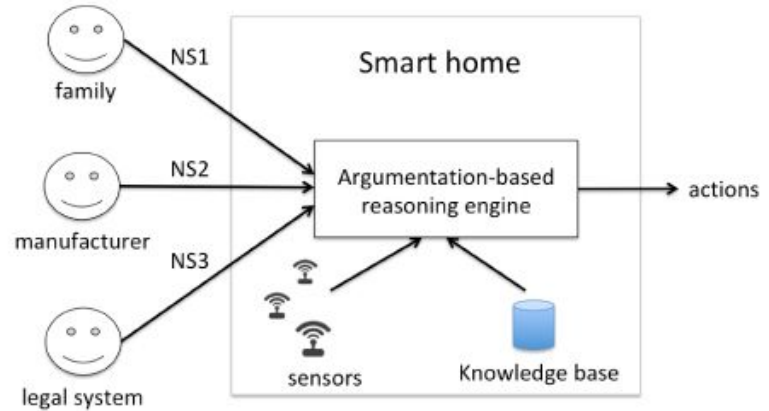 NS1
Smart home
family
NS2
Argumentation-based
reasoning engine
actions
manufacturer
NS3
sensors
Knowledge base
legal system